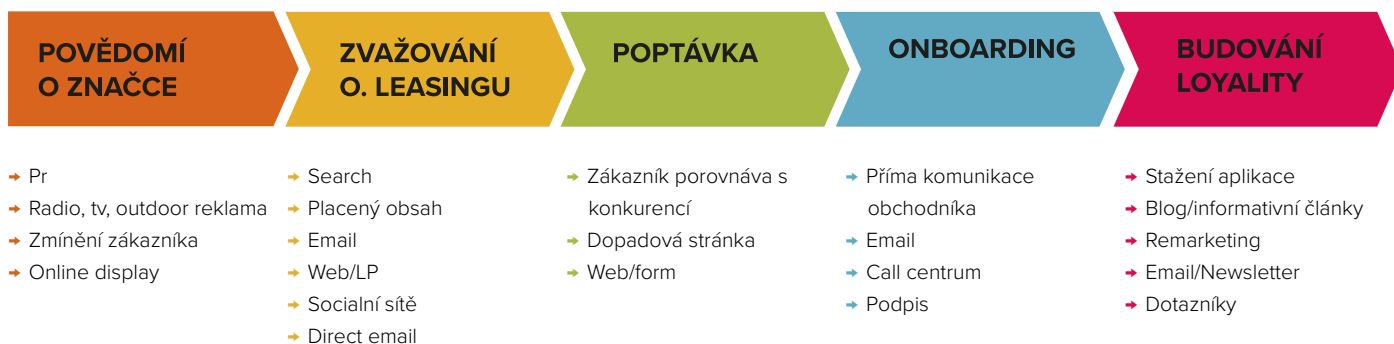 POVĚDOMÍ
O ZNAČCE
ZVAŽOVÁNÍ
O. LEASINGU
POPTÁVKA
ONBOARDING
BUDOVÁNÍ
LOYALITY
Pr
Radio, tv, outdoor reklama
Zmínění zákazníka
Online display
Search
Placený obsah
Email
Web/LP
Socialní sítě
Direct email
Zákazník porovnáva s
konkurencí
Dopadová stránka
Web/form
Příma komunikace
obchodníka
Email
Call centrum
Podpis
Stažení aplikace
Blog/informativní články
Remarketing
Email/Newsletter
Dotazníky